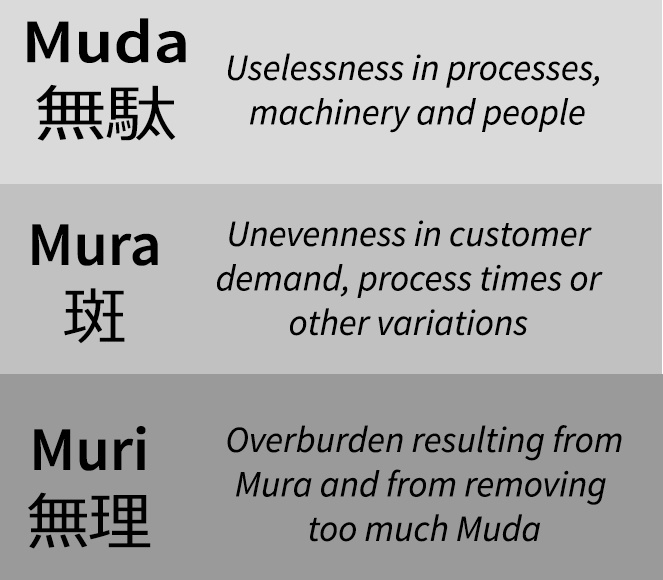 Muda
無駄
Uselessness in processes,
machinery and people
Mura
斑
Unevenness in customer
demand, process times or
other variations
Muri
無理
Overburden resulting from
Mura and from removing
too much Muda